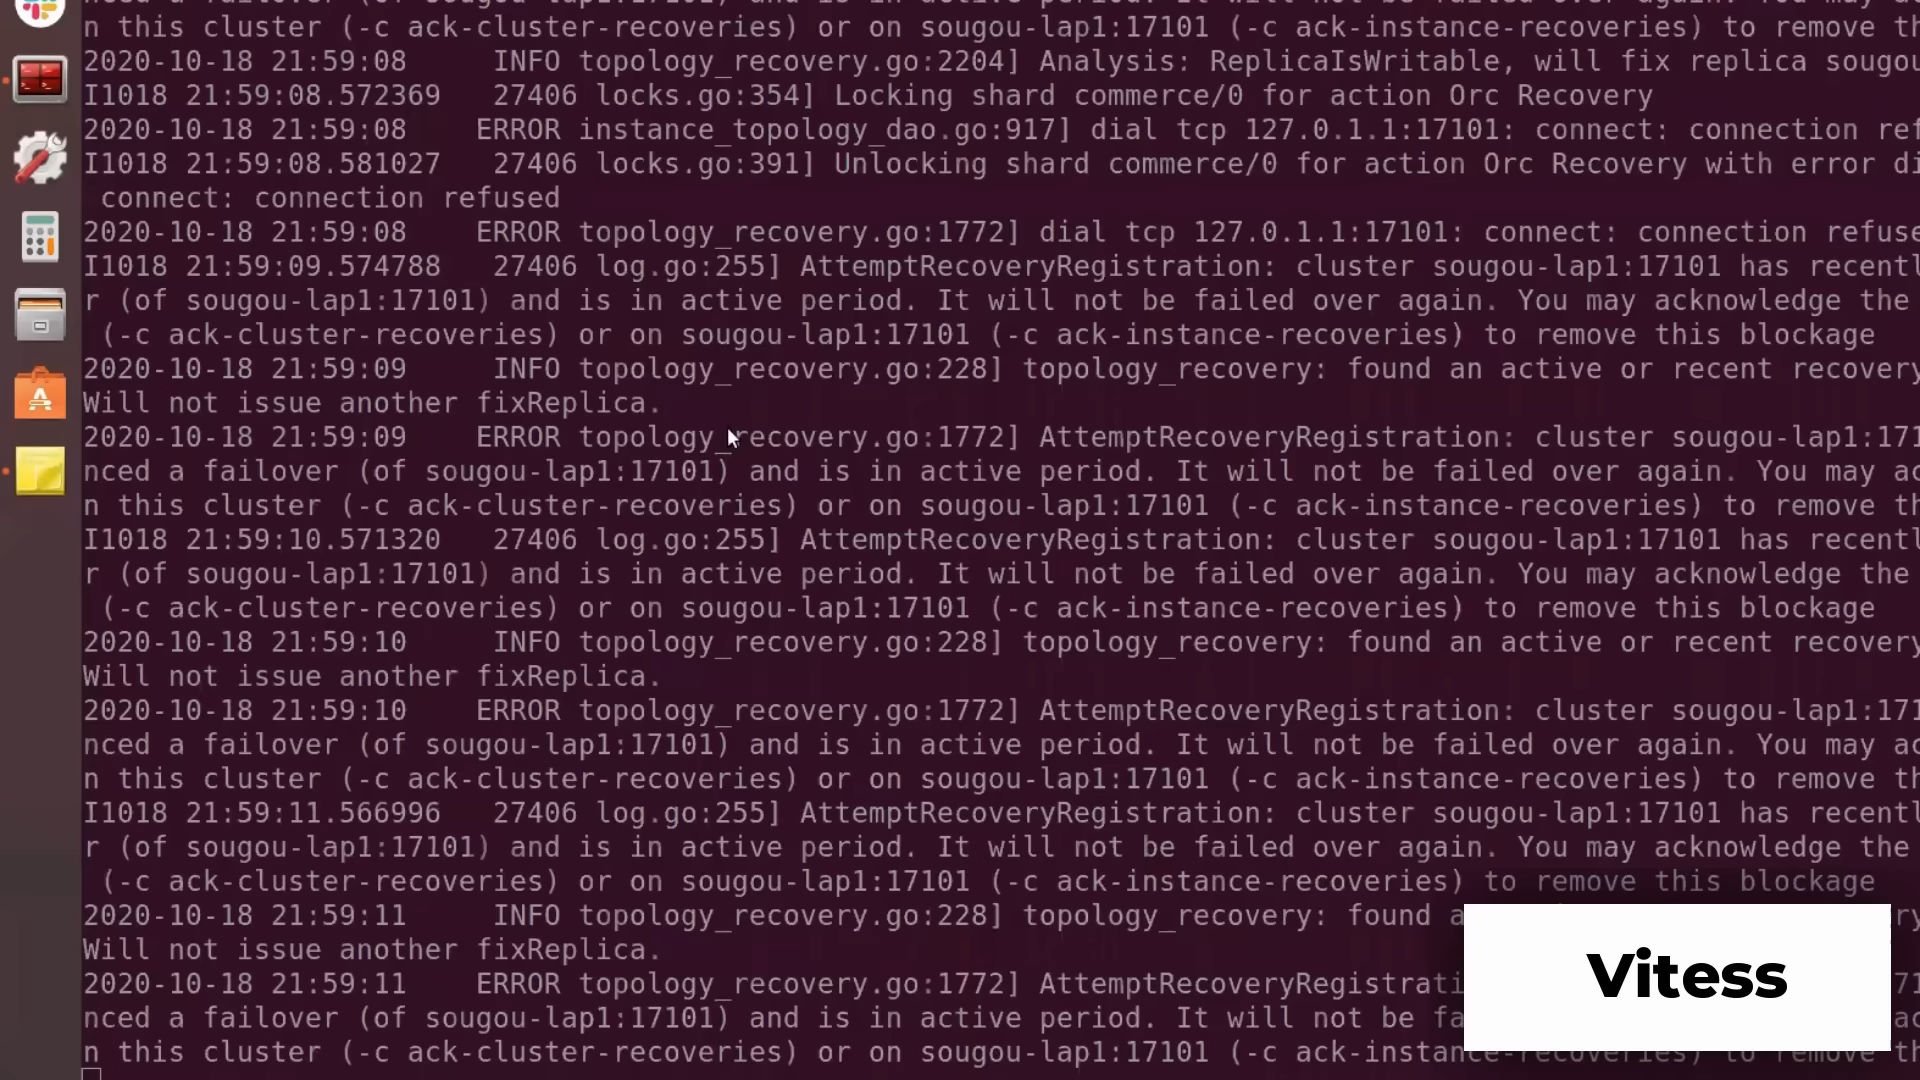 n this cluster (-c ack-cluster-recoveries) or on sougou-lap1:17101 (-c ack-instance-recoveries) to remove th
2020-10-18 21:59:08     INFO topology_recovery.go:2204] Analysis: ReplicaIsWritable, will fix replica sougou
I1018 21:59:08.572369   27406 locks.go:354] Locking shard commerce/0 for action Orc Recovery
2020-10-18 21:59:08    ERROR instance_topology_dao.go:917] dial tcp 127.0.1.1:17101: connect: connection ref
I1018 21:59:08.581027   27406 locks.go:391] Unlocking shard commerce/0 for action Orc Recovery with error di
 connect: connection refused
2020-10-18 21:59:08    ERROR topology_recovery.go:1772] dial tcp 127.0.1.1:17101: connect: connection refuse
I1018 21:59:09.574788   27406 log.go:255] AttemptRecoveryRegistration: cluster sougou-lap1:17101 has recentl
r (of sougou-lap1:17101) and is in active period. It will not be failed over again. You may acknowledge the
 (-c ack-cluster-recoveries) or on sougou-lap1:17101 (-c ack-instance-recoveries) to remove this blockage
2020-10-18 21:59:09     INFO topology_recovery.go:228] topology_recovery: found an active or recent recovery
Will not issue another fixReplica.
2020-10-18 21:59:09    ERROR topology_recovery.go:1772] AttemptRecoveryRegistration: cluster sougou-lap1:171
nced a failover (of sougou-lap1:17101) and is in active period. It will not be failed over again. You may ac
n this cluster (-c ack-cluster-recoveries) or on sougou-lap1:17101 (-c ack-instance-recoveries) to remove th
I1018 21:59:10.571320   27406 log.go:255] AttemptRecoveryRegistration: cluster sougou-lap1:17101 has recentl
r (of sougou-lap1:17101) and is in active period. It will not be failed over again. You may acknowledge the
 (-c ack-cluster-recoveries) or on sougou-lap1:17101 (-c ack-instance-recoveries) to remove this blockage
2020-10-18 21:59:10     INFO topology_recovery.go:228] topology_recovery: found an active or recent recovery
Will not issue another fixReplica.
2020-10-18 21:59:10    ERROR topology_recovery.go:1772] AttemptRecoveryRegistration: cluster sougou-lap1:171
nced a failover (of sougou-lap1:17101) and is in active period. It will not be failed over again. You may ac
n this cluster (-c ack-cluster-recoveries) or on sougou-lap1:17101 (-c ack-instance-recoveries) to remove th
I1018 21:59:11.566996   27406 log.go:255] AttemptRecoveryRegistration: cluster sougou-lap1:17101 has recentl
r (of sougou-lap1:17101) and is in active period. It will not be failed over again. You may acknowledge the
 (-c ack-cluster-recoveries) or on sougou-lap1:17101 (-c ack-instance-recoveries) to remove this blockage
2020-10-18 21:59:11     INFO topology_recovery.go:228] topology_recovery: found
Will not issue another fixReplica.
2020-10-18 21:59:11    ERROR topology_recovery.go:1772] AttemptRecoveryRegistrati
nced a failover (of sougou-lap1:17101) and is in active period. It will not be fa
n this cluster (-c ack-cluster-recoveries) or on sougou-lap1:17101 (-c ack-instance-recoveries) to remove th
Vitess